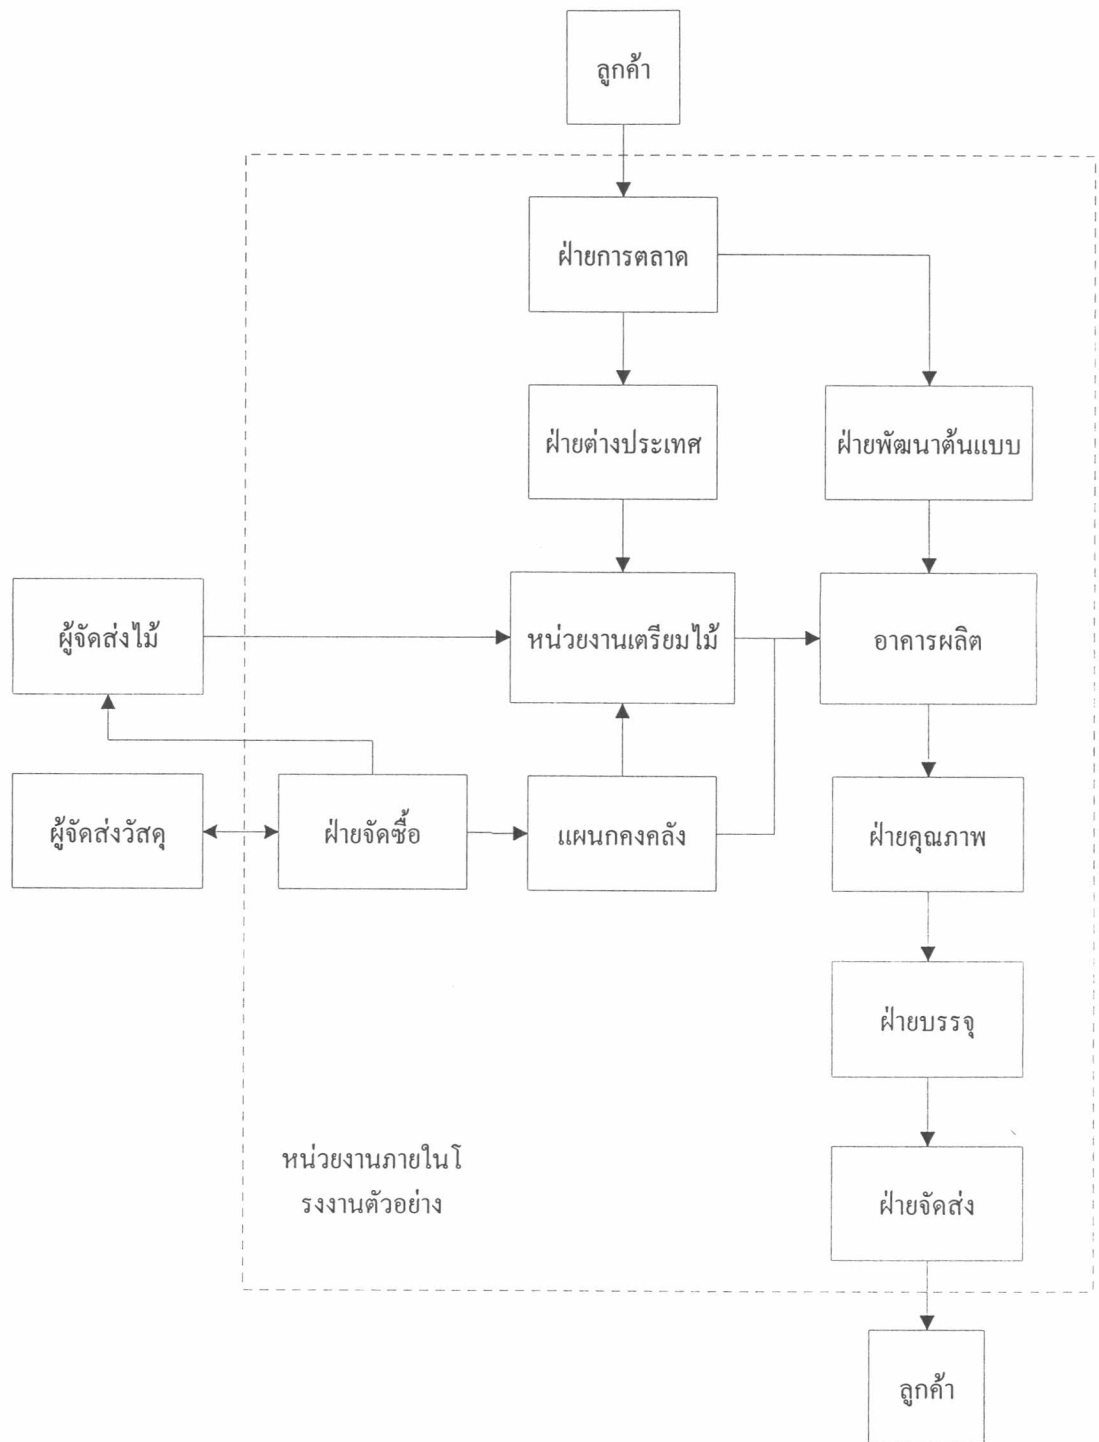 ลูกค้า
ฝ่ายการตลาด
ฝ่ายต่างประเทศ
ฝ่ายพัฒนาต้นแบบ
ผู้จัดส่งไม้
หน่วยงานเตรียมไม้
อาคารผลิต
ผู้จัดส่งวัสดุ
ฝ่ายจัดซื้อ
แผนกคงคลัง
ฝ่ายคุณภาพ
ฝ่ายบรรจุ
หน่วยงานภายในโ
รงงานตัวอย่าง
ฝ่ายจัดส่ง
ลูกค้า